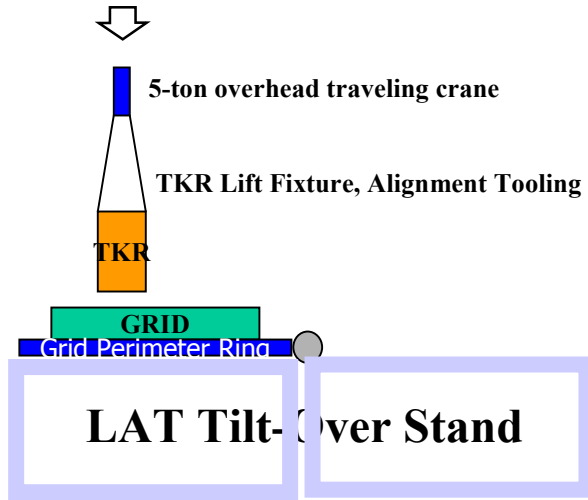 5-ton overhead traveling crane
TKR Lift Fixture, Alignment Tooling
TKR
GRID
Grid Perimeter Ring
LAT Tilt-Over Stand